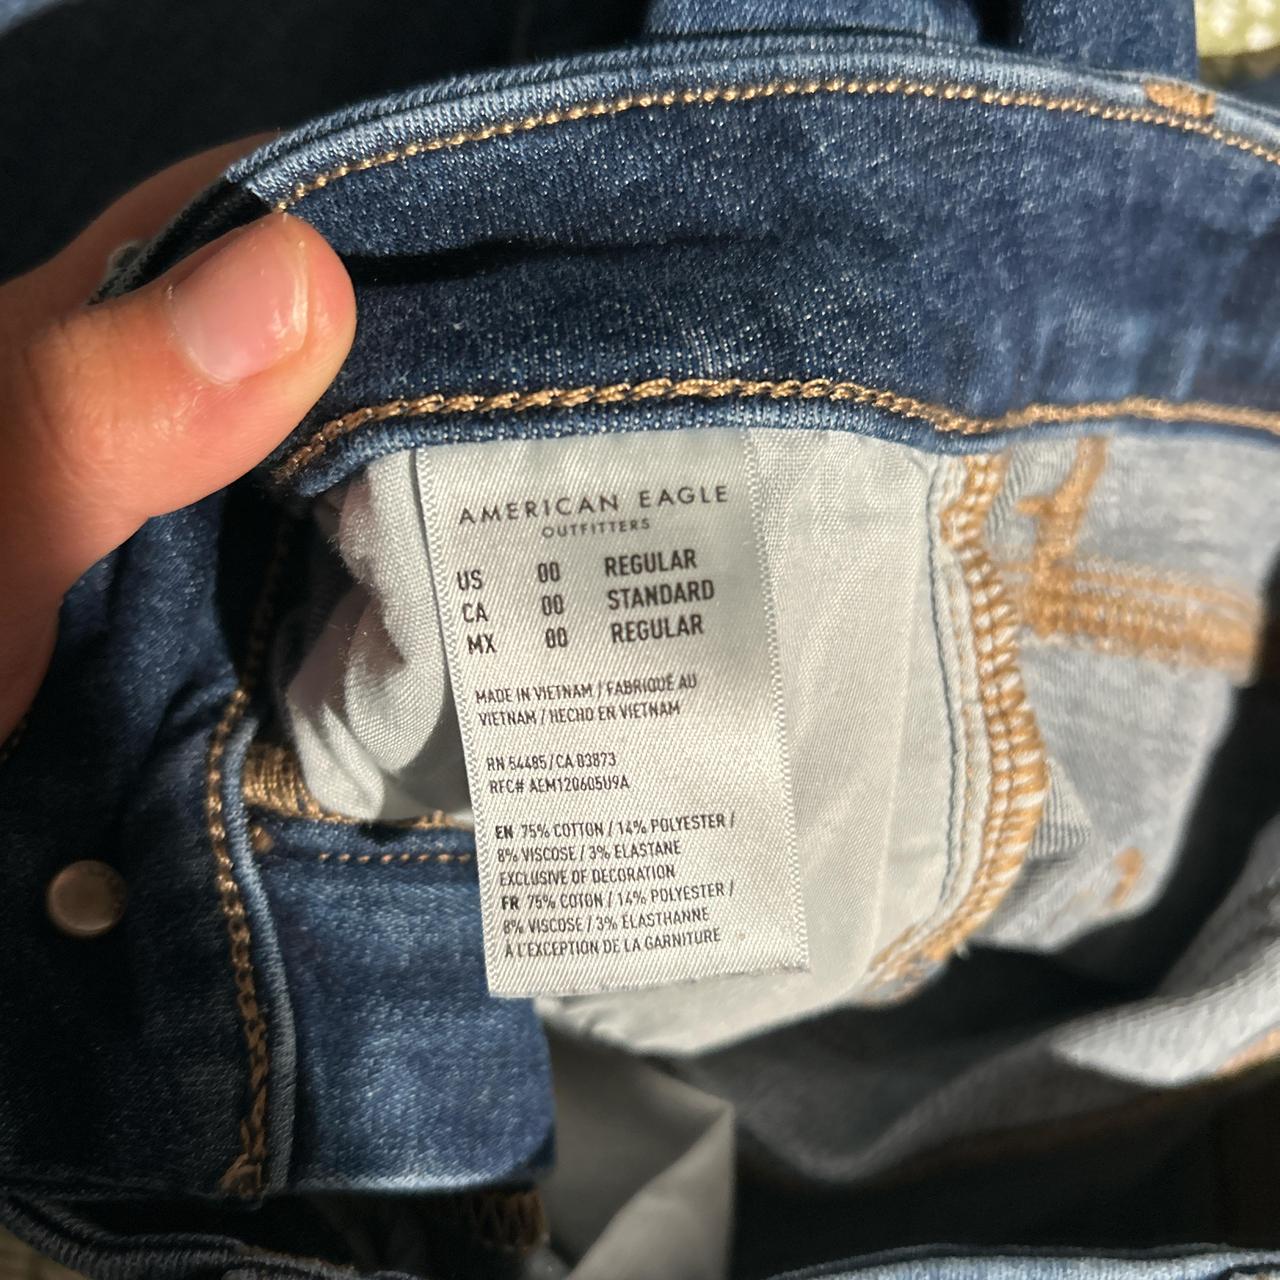 AMERICAN EAGLE
OUTFITTERS
US 00 REGULAR
CA 00 STANDARD
MX 00 REGULAR
MADE IN VIETNAM / FABRIQUÉ AU
VIETNAM / HECHO EN VIETNAM
RN 54485 / CA 03873
RFC# AEM120605U9A
EN 75% COTTON / 14% POLYESTER /
8% VISCOSE / 3% ELASTANE
EXCLUSIVE OF DECORATION
FR 75% COTON / 14% POLYESTER /
8% VISCOSE / 3% ELASTHANNE
À L'EXCEPTION DE LA GARNITURE